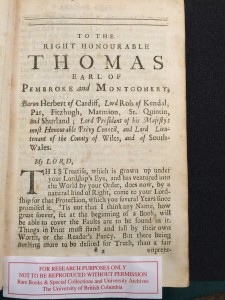 TO THE
RIGHT HONOURABLE
THOMAS
EARL OF
PEMBROKE and MONTGOMERY;
Baron Herbert of Cardiff, Lord Ross of Kendal,
Par, Fitzhugh, Marmion, St. Quintin,
and Shurland; Lord President of his Majesty's
most Honourable Privy Council, and Lord Lieu-
tenant of the County of Wilts, and of South-
Wales.
My LORD,
THIS Treatise, which is grown up under
your Lordship's Eye, and has ventured into
the World by your Order, does now, by a
natural kind of Right, come to your Lord-
ship for that Protection, which you several Years since
promised it. 'Tis not that I think any Name, how
great soever, set at the beginning of a Book, will
be able to cover the Faults are to be found in it.
Things in Print must stand and fall by their own
Worth, or the Reader's Fancy. But there being
nothing more to be desired for Truth, than a fair
unpreju-
FOR RESEARCH PURPOSES ONLY
NOT TO BE REPRODUCED WITHOUT PERMISSION
Rare Books & Special Collections and University Archives
The University of British Columbia